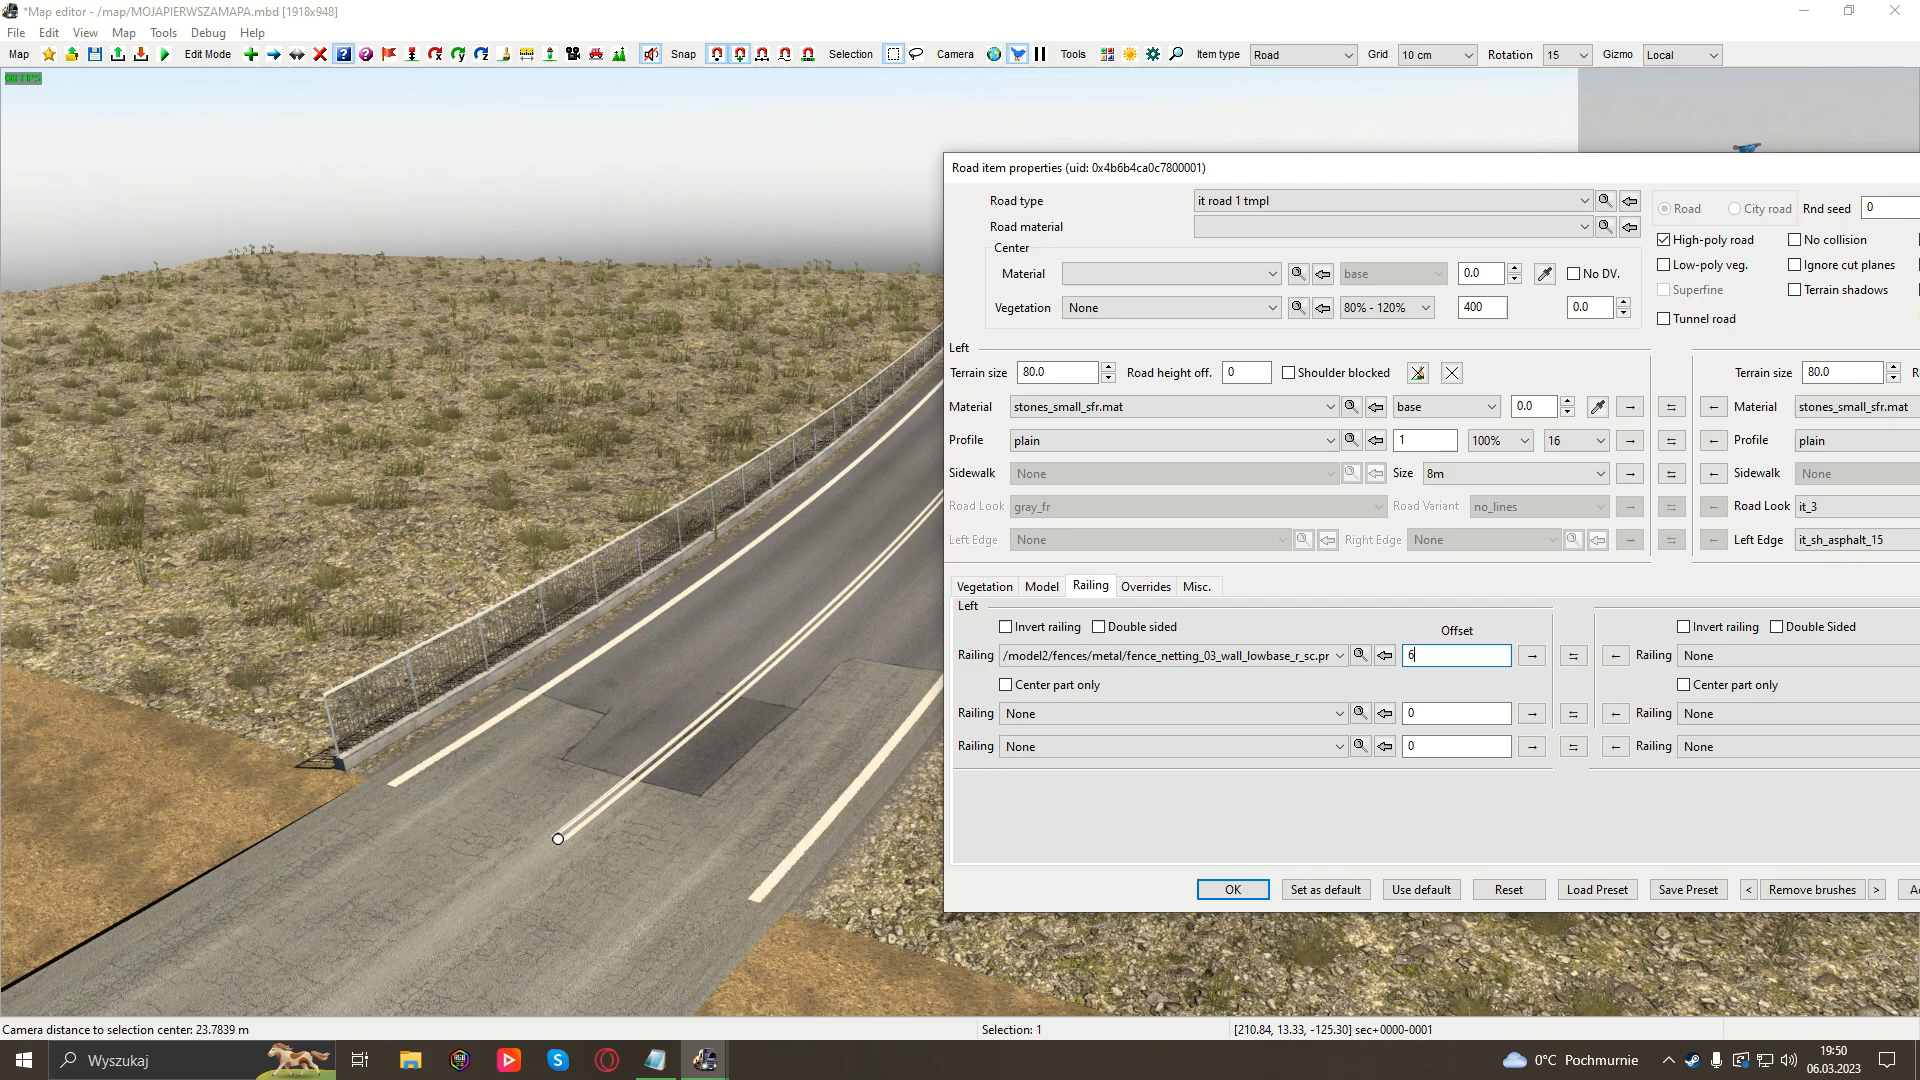 *Map editor - /map/MOJAPIERWSZAMAPA.mbd [1918x948]
File Edit View Map Tools Debug Help
Map Edit Mode Snap Selection Camera Tools Item type Road Grid 10 cm Rotation 15 Gizmo Local
Road item properties (uid: 0x4b6b4ca0c7800001)
Road type it road 1 tmpl Road City road Rnd seed 0
Road material
Center High-poly road No collision
Material base 0.0 No DV. Low-poly veg. Ignore cut planes
Superfine Terrain shadows
Vegetation None 80% - 120% 400 0.0
Tunnel road
Left
Terrain size 80.0 Road height off. 0 Shoulder blocked Terrain size 80.0 R
Material stones_small_sfr.mat base 0.0 → ← Material stones_small_sfr.mat
Profile plain 1 100% 16 → ← Profile plain
Sidewalk None Size 8m → ← Sidewalk None
Road Look gray_fr Road Variant no_lines → ← Road Look it_3
Left Edge None Right Edge None → ← Left Edge it_sh_asphalt_15
Vegetation Model Railing Overrides Misc.
Left
Invert railing Double sided Offset Invert railing Double Sided
Railing /model2/fences/metal/fence_netting_03_wall_lowbase_r_sc.pr 6 → ← Railing None
Center part only Center part only
Railing None 0 → ← Railing None
Railing None 0 → ← Railing None
OK Set as default Use default Reset Load Preset Save Preset < Remove brushes > A
Camera distance to selection center: 23.7839 m Selection: 1 [210.84, 13.33, -125.30] sec+0000-0001
Wyszukaj 0°C Pochmurnie 19:50
06.03.2023